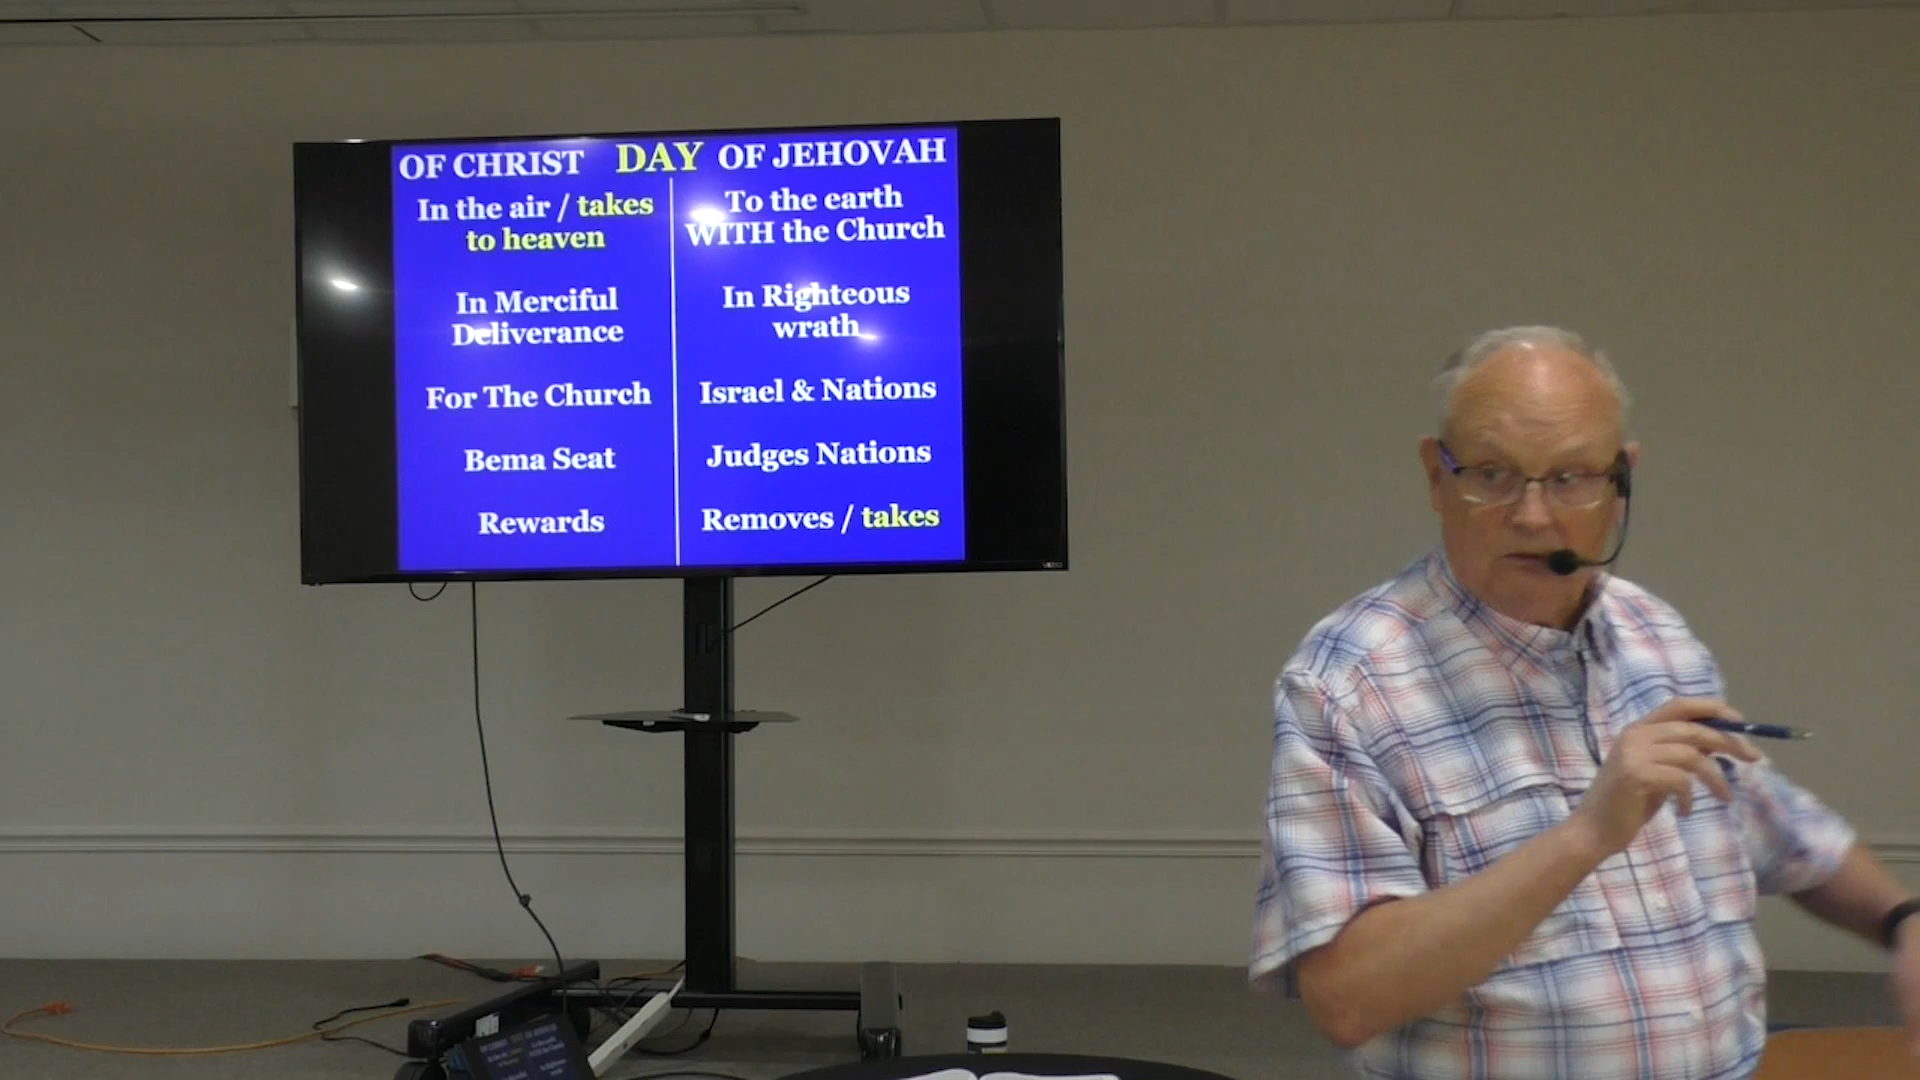 OF CHRIST DAY OF JEHOVAH
In the air / takes
to heaven
To the earth
WITH the Church
In Merciful
Deliverance
In Righteous
wrath
For The Church
Israel & Nations
Bema Seat
Judges Nations
Rewards
Removes / takes
VIZIO